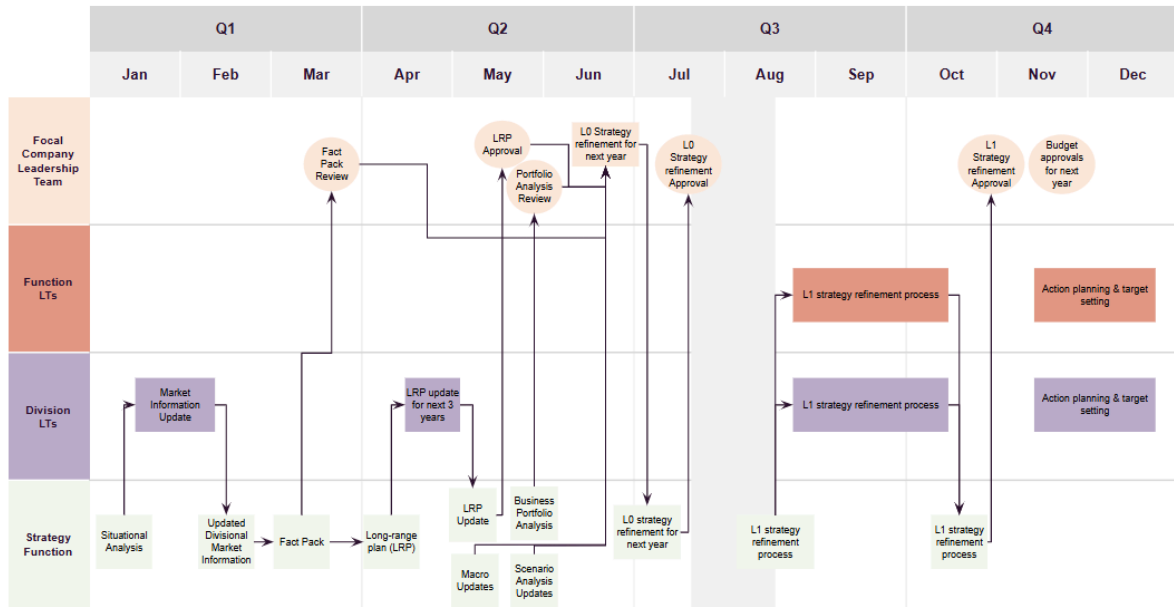 Q1
Q2
Q3
Q4
Jan
Feb
Mar
Apr
May
Jun
Jul
Aug
Sep
Oct
Nov
Dec
Focal
Company
Leadership
Team
Fact
Pack
Review
LRP
Approval
Portfolio
Analysis
Review
L0 Strategy
refinement for
next year
L0
Strategy
refinement
Approval
L1
Strategy
refinement
Approval
Budget
approvals
for next
year
Function
LTs
L1 strategy refinement process
Action planning & target
setting
Division
LTs
Market
Information
Update
LRP update
for next 3
years
L1 strategy refinement process
Action planning & target
setting
Strategy
Function
Situational
Analysis
Updated
Divisional
Market
Information
Fact Pack
Long-range
plan (LRP)
LRP
Update
Business
Portfolio
Analysis
Macro
Updates
Scenario
Analysis
Updates
L0 strategy
refinement for
next year
L1 strategy
refinement
process
L1 strategy
refinement
process